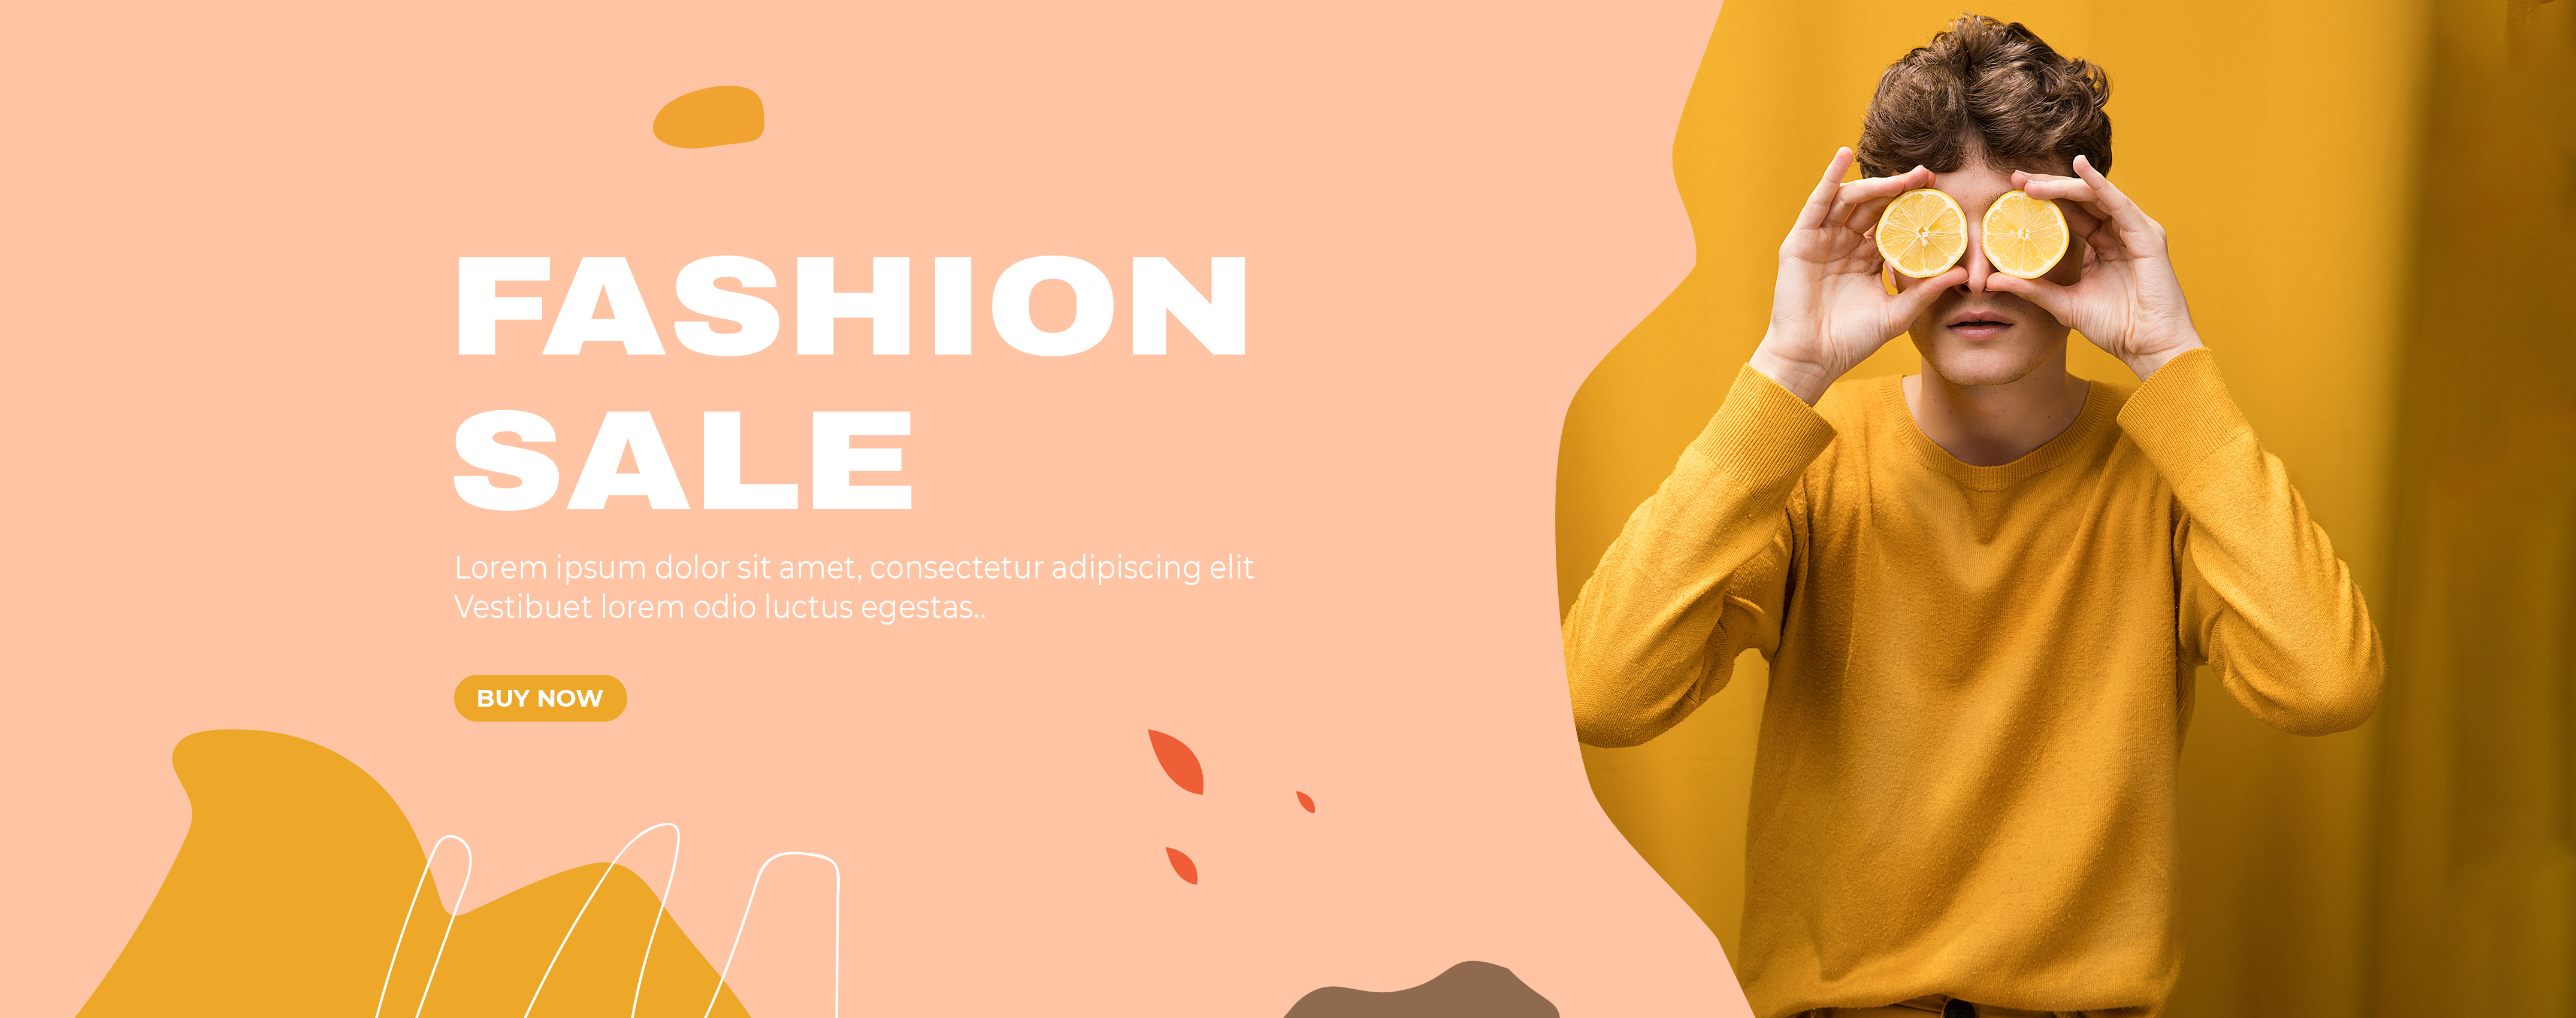 FASHION
SALE
Lorem ipsum dolor sit amet, consectetur adipiscing elit
Vestibuet lorem odio luctus egestas..
BUY NOW